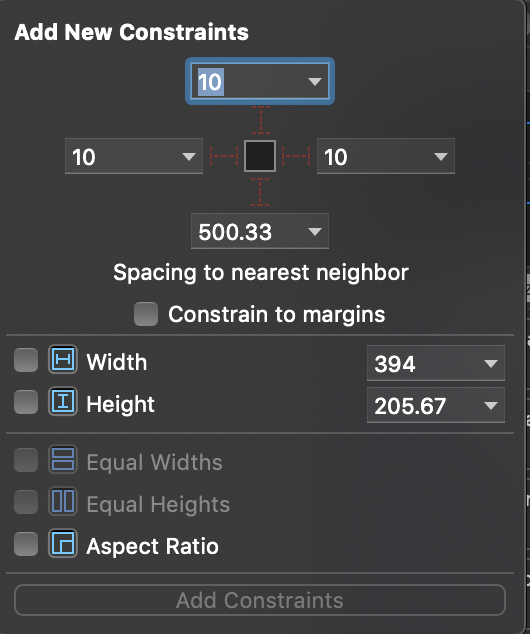 Add New Constraints
10
10
10
500.33
Spacing to nearest neighbor
Constrain to margins
Width
394
Height
205.67
Equal Widths
Equal Heights
Aspect Ratio
Add Constraints